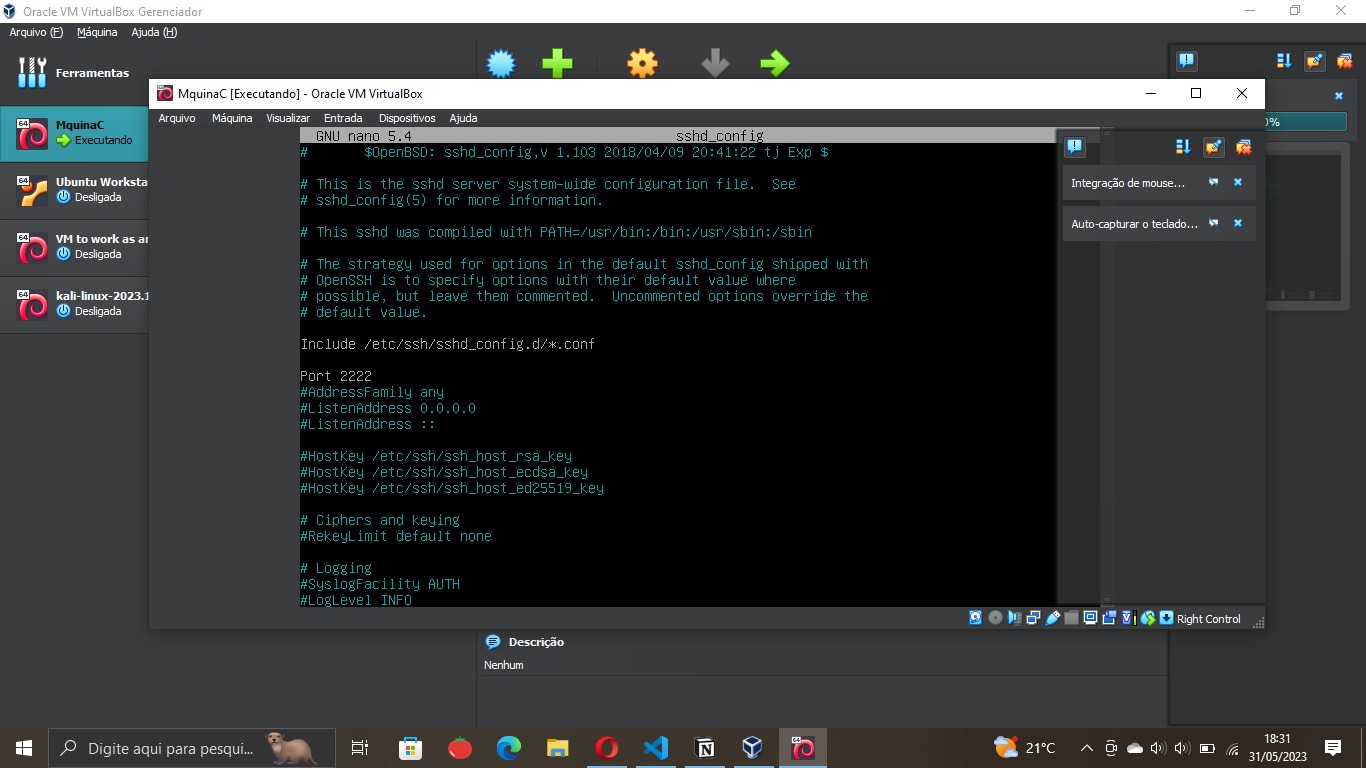 Oracle VM VirtualBox Gerenciador
Arquivo (F) Máquina Ajuda (H)
Ferramentas
64
MquinaC
Executando
64
Ubuntu Worksta
Desligada
64
VM to work as ar
Desligada
64
kali-linux-2023.1
Desligada
0%
MquinaC [Executando] - Oracle VM VirtualBox
Arquivo Máquina Visualizar Entrada Dispositivos Ajuda
GNU nano 5.4 sshd_config
# $OpenBSD: sshd_config,v 1.103 2018/04/09 20:41:22 tj Exp $
# This is the sshd server system-wide configuration file. See
# sshd_config(5) for more information.
# This sshd was compiled with PATH=/usr/bin:/bin:/usr/sbin:/sbin
# The strategy used for options in the default sshd_config shipped with
# OpenSSH is to specify options with their default value where
# possible, but leave them commented. Uncommented options override the
# default value.
Include /etc/ssh/sshd_config.d/*.conf
Port 2222
#AddressFamily any
#ListenAddress 0.0.0.0
#ListenAddress ::
#HostKey /etc/ssh/ssh_host_rsa_key
#HostKey /etc/ssh/ssh_host_ecdsa_key
#HostKey /etc/ssh/ssh_host_ed25519_key
# Ciphers and keying
#RekeyLimit default none
# Logging
#SyslogFacility AUTH
#LogLevel INFO
Integração de mouse...
Auto-capturar o teclado...
Right Control
Descrição
Nenhum
Digite aqui para pesqui...
21°C
18:31
31/05/2023